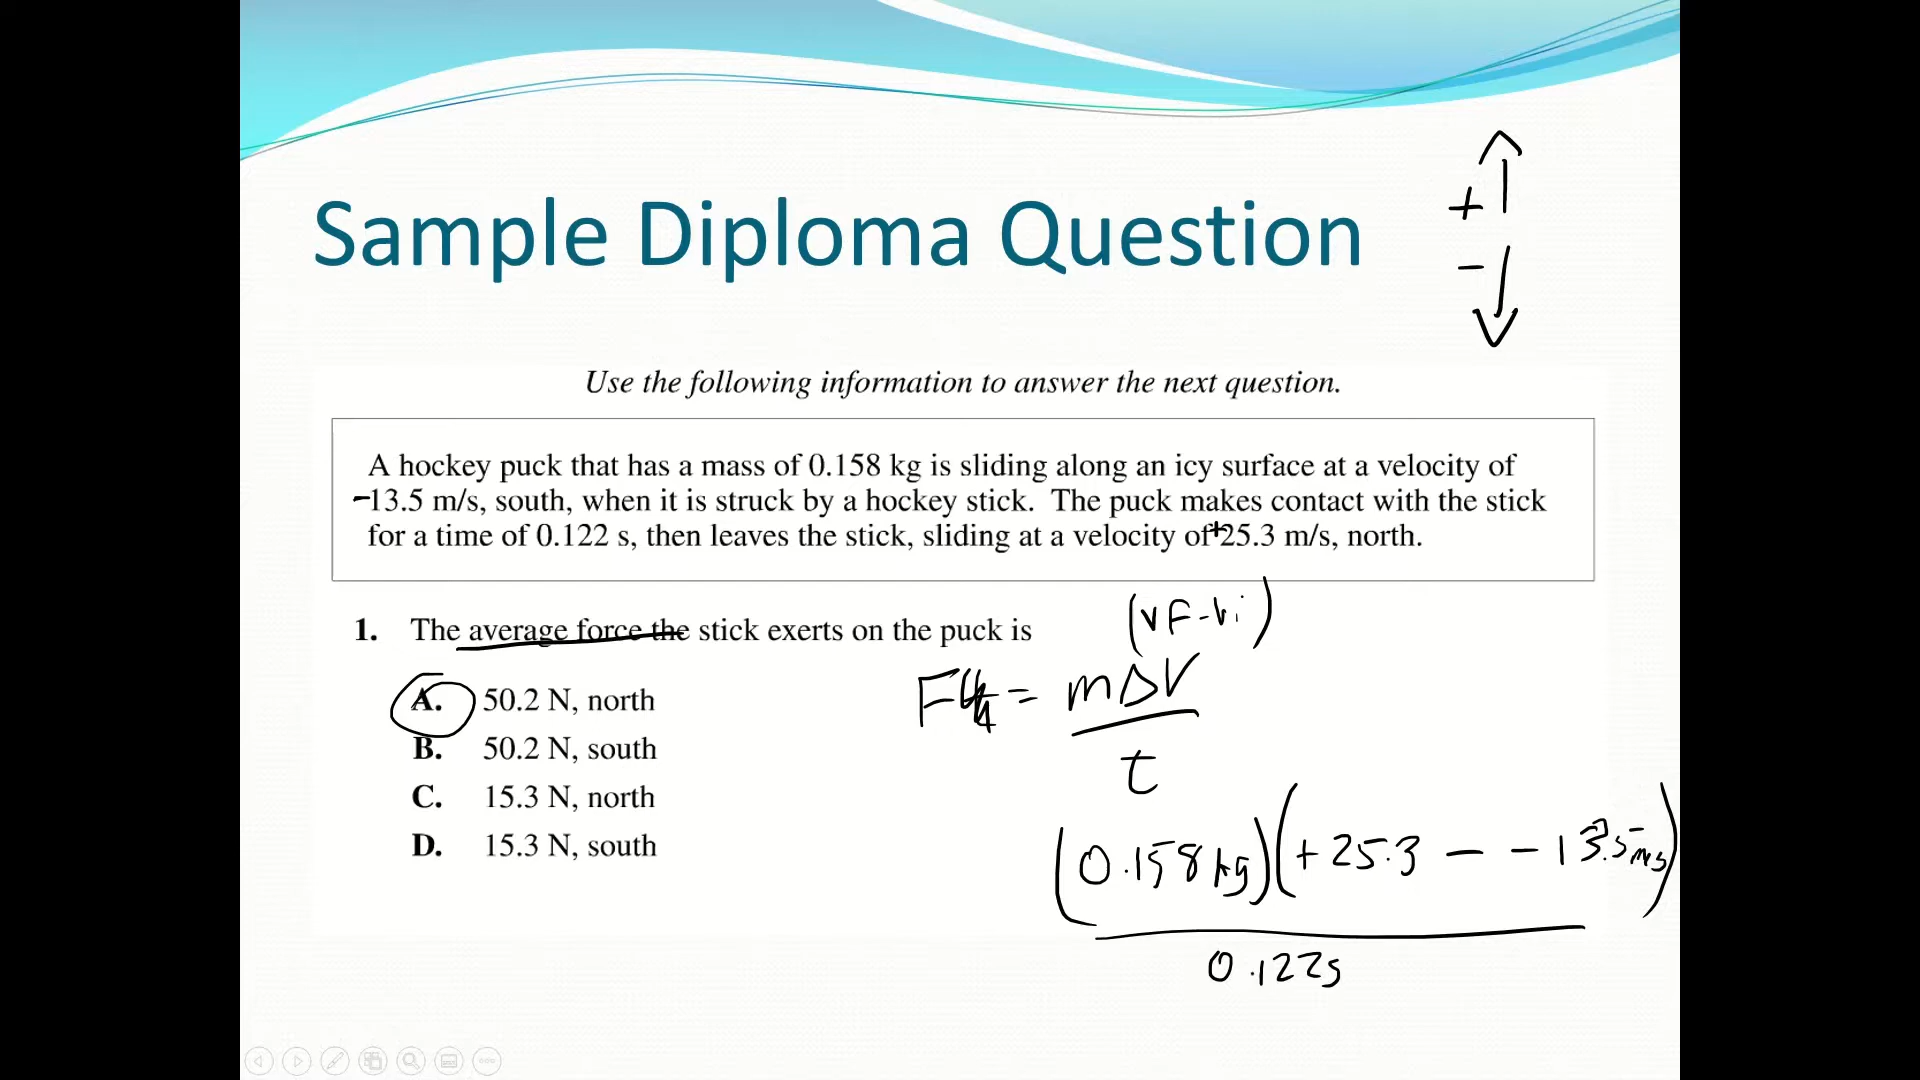 Sample Diploma Question
+
-
Use the following information to answer the next question.
A hockey puck that has a mass of 0.158 kg is sliding along an icy surface at a velocity of
-13.5 m/s, south, when it is struck by a hockey stick. The puck makes contact with the stick
for a time of 0.122 s, then leaves the stick, sliding at a velocity of +25.3 m/s, north.
1. The average force the stick exerts on the puck is
(vF-vi)
A. 50.2 N, north
B. 50.2 N, south
C. 15.3 N, north
D. 15.3 N, south
= mΔV
t
(0.158kg)(+25.3 - -13.5m/s)
0.122s